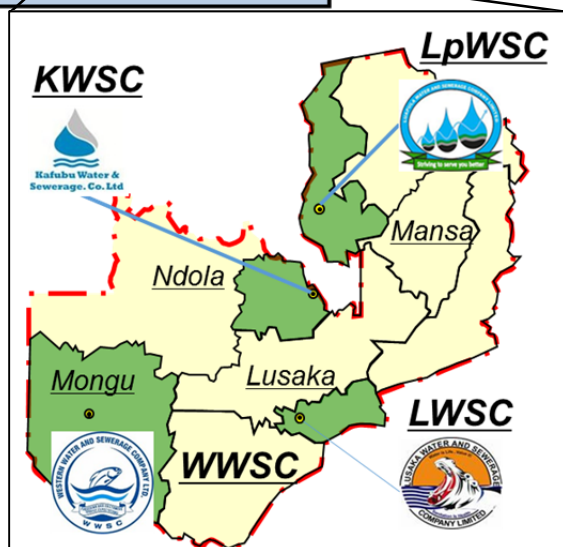 LpWSC
KWSC
Kafubu Water &
Sewerage. Co. Ltd
Striving to serve you better
Mansa
Ndola
Mongu
Lusaka
LWSC
WWSC
WESTERN WATER AND SEWERAGE COMPANY LTD.
WWSC
LUSAKA WATER AND SEWERAGE
COMPANY LIMITED